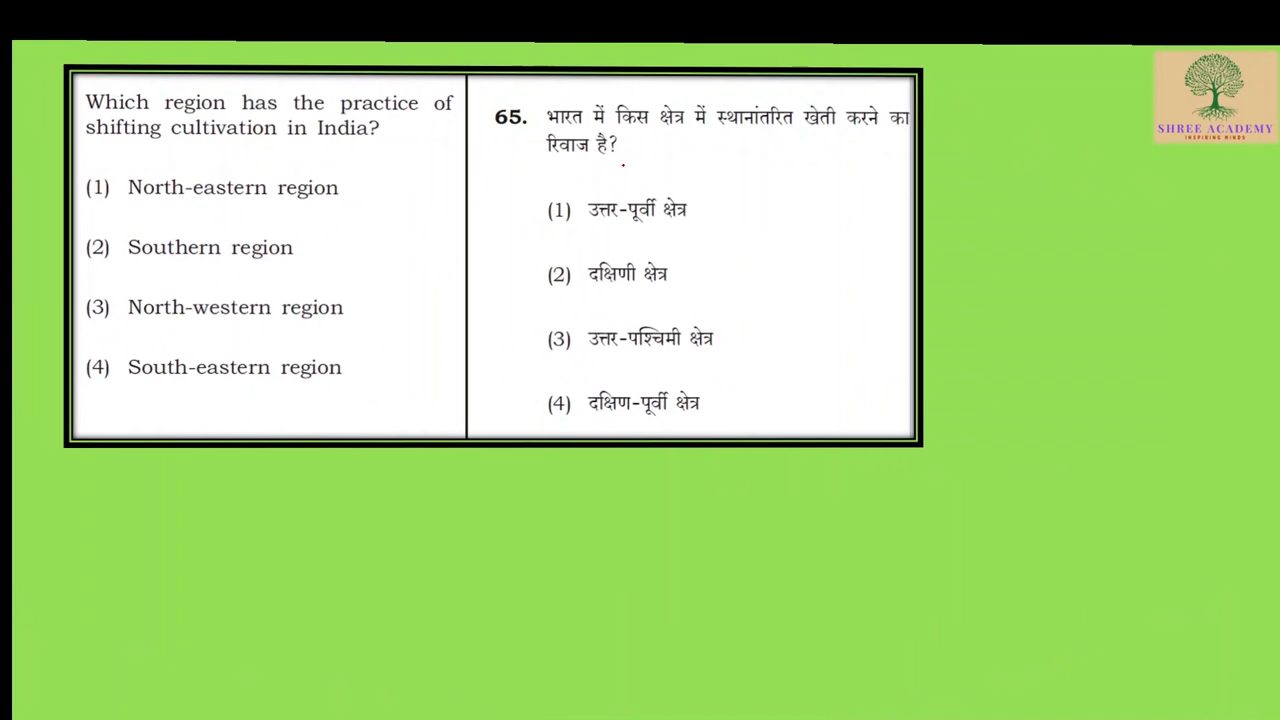 Which region has the practice of
shifting cultivation in India?
(1) North-eastern region
(2) Southern region
(3) North-western region
(4) South-eastern region
65. भारत में किस क्षेत्र में स्थानांतरित खेती करने का
रिवाज है?
(1) उत्तर-पूर्वी क्षेत्र
(2) दक्षिणी क्षेत्र
(3) उत्तर-पश्चिमी क्षेत्र
(4) दक्षिण-पूर्वी क्षेत्र
SHREE ACADEMY
INSPIRING MINDS